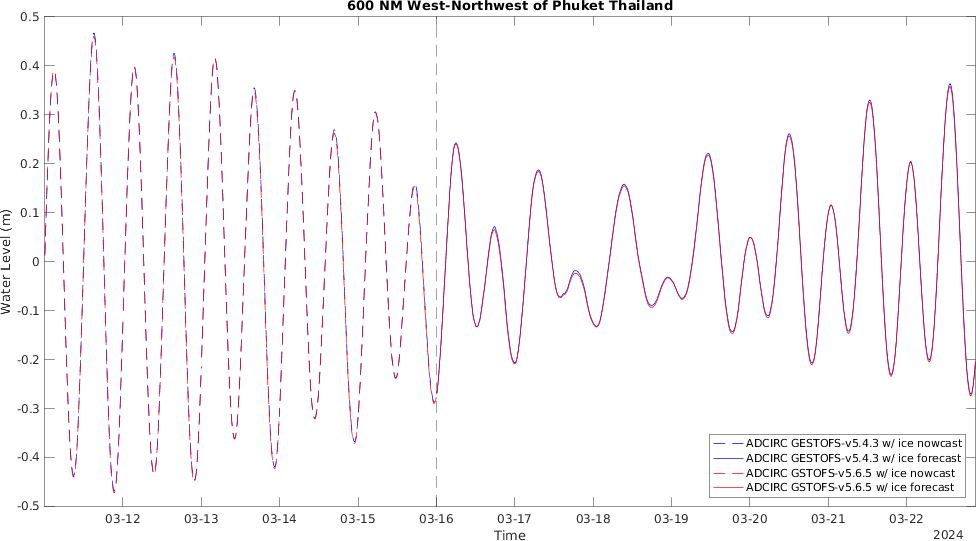 600 NM West-Northwest of Phuket Thailand
0.5
0.4
0.3
0.2
0.1
0
-0.1
-0.2
-0.3
-0.4
-0.5
Water Level (m)
ADCIRC GESTOFS-v5.4.3 w/ ice nowcast
ADCIRC GESTOFS-v5.4.3 w/ ice forecast
ADCIRC GSTOFS-v5.6.5 w/ ice nowcast
ADCIRC GSTOFS-v5.6.5 w/ ice forecast
03-12 03-13 03-14 03-15 03-16 03-17 03-18 03-19 03-20 03-21 03-22
Time
2024